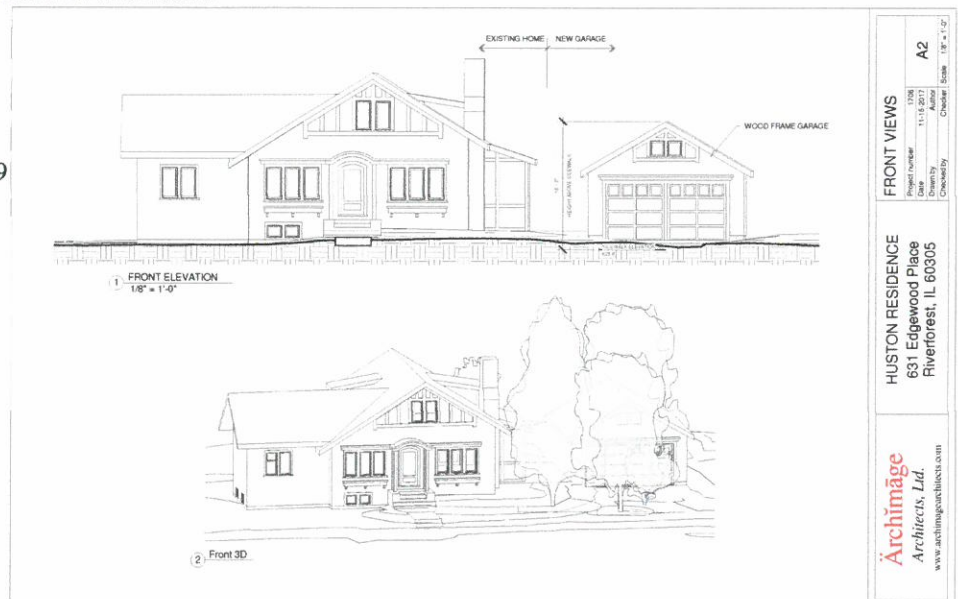 9
EXISTING HOME
NEW GARAGE
WOOD FRAME GARAGE
1
FRONT ELEVATION
1/8" = 1'-0"
2
Front 3D
FRONT VIEWS
A2
Project number 1706
Date 11-15-2017
Drawn by Author
Checked by Checker
Scale 1/8" = 1'-0"
HUSTON RESIDENCE
631 Edgewood Place
Riverforest, IL 60305
Ärchĭmāge
Architects, Ltd.
www.archimagearchitects.com